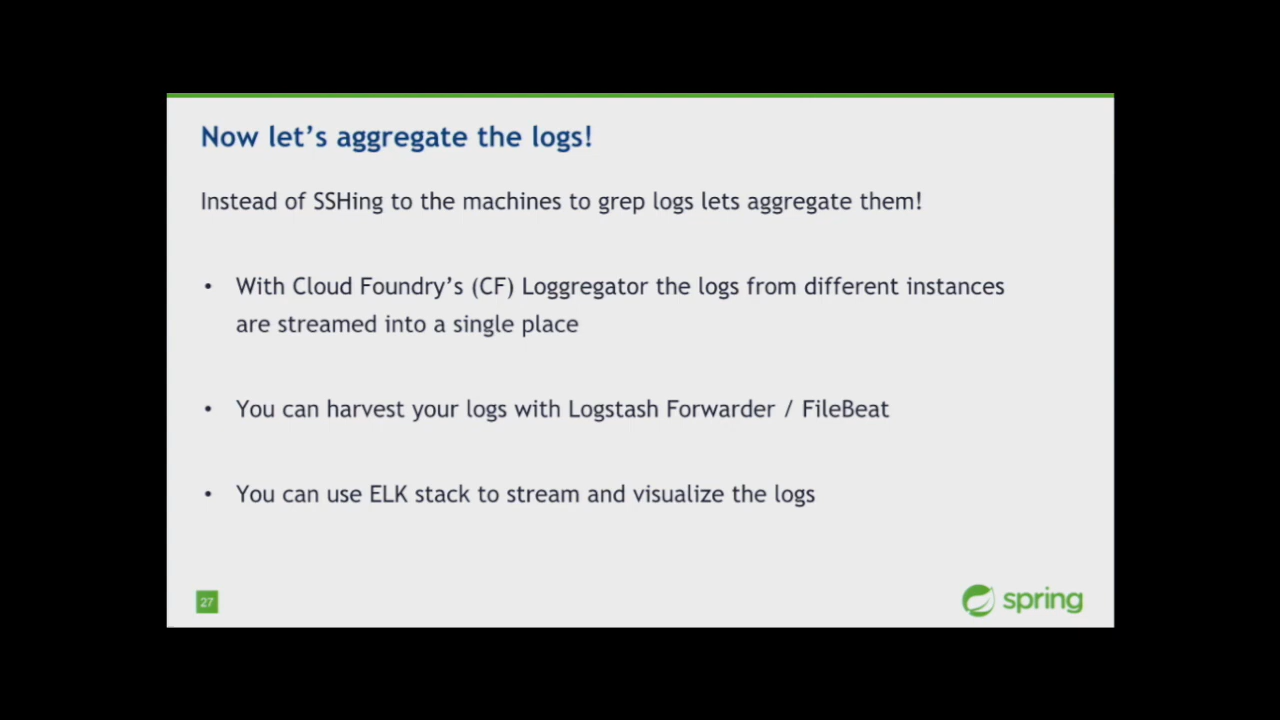 Now let’s aggregate the logs!
Instead of SSHing to the machines to grep logs lets aggregate them!
• With Cloud Foundry’s (CF) Loggregator the logs from different instances
are streamed into a single place
• You can harvest your logs with Logstash Forwarder / FileBeat
• You can use ELK stack to stream and visualize the logs
27
spring